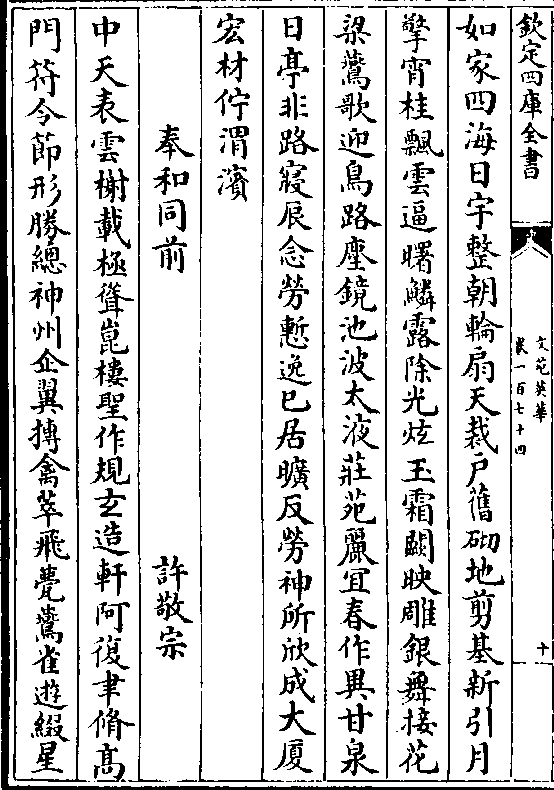 欽定四庫全書
文苑英華
卷一百七十四
十
如家四海日宇整朝輪扇天裁戶舊砌地剪基新引月
擎宵桂飄雲逼曙鱗露除光炫玉霜闕映雕銀舞接花
梁鶯歌迎鳥路塵鏡池波太液莊苑麗宜春作異甘泉
日亭非路寢辰念勞慙逸己居曠反勞神所欣成大厦
宏材佇渭濱
奉和同前
許敬宗
中天表雲榭載極聳崑樓聖作規玄造軒阿復聿脩高
門符令節形勝總神州企翼摶禽萃飛甍鶯雀遊綴星